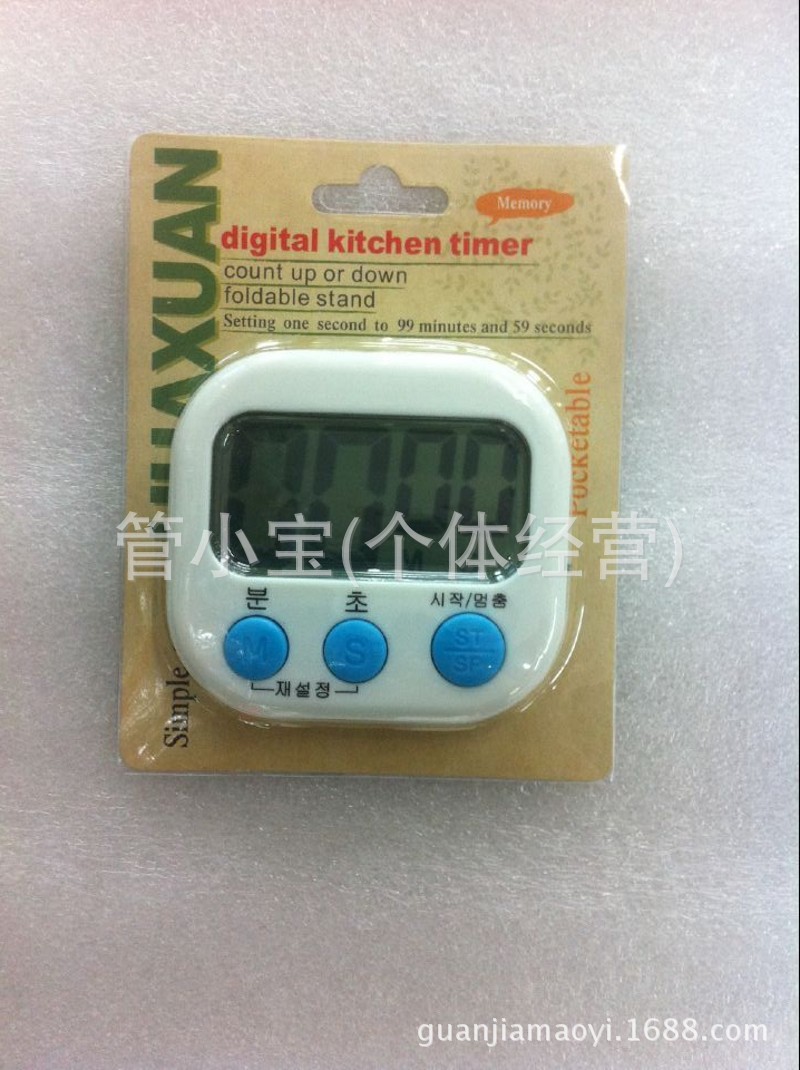 Memory
digital kitchen timer
count up or down
foldable stand
Setting one second to 99 minutes and 59 seconds
Pocketable
管小宝(个体经营)
M
분
초
시작/멈춤
M
S
ST
SP
재설정
Simple
guanjiamaoyi.1688.com